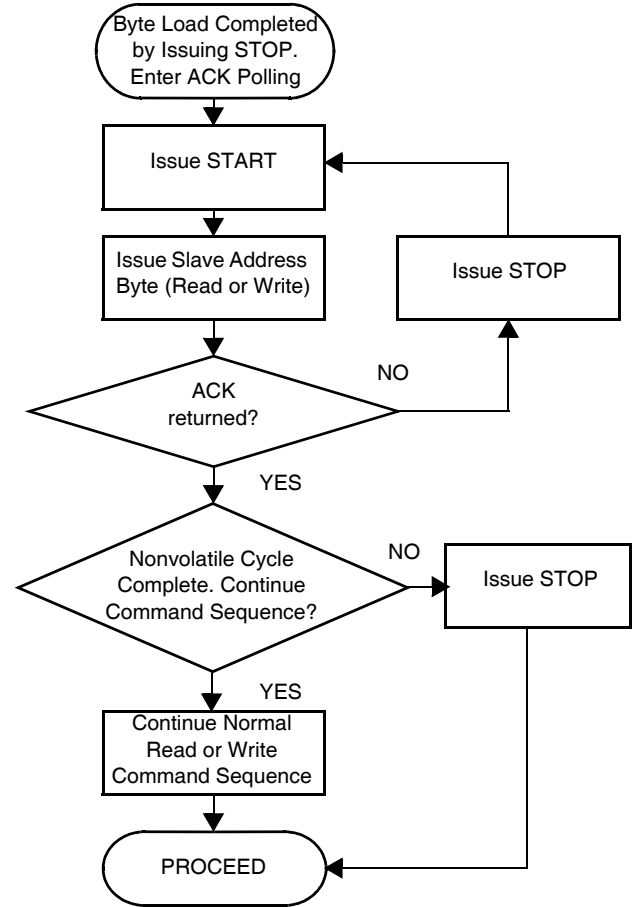 Byte Load Completed
by Issuing STOP.
Enter ACK Polling
Issue START
Issue Slave Address
Byte (Read or Write)
Issue STOP
ACK
returned?
NO
YES
Nonvolatile Cycle
Complete. Continue
Command Sequence?
NO
Issue STOP
YES
Continue Normal
Read or Write
Command Sequence
PROCEED